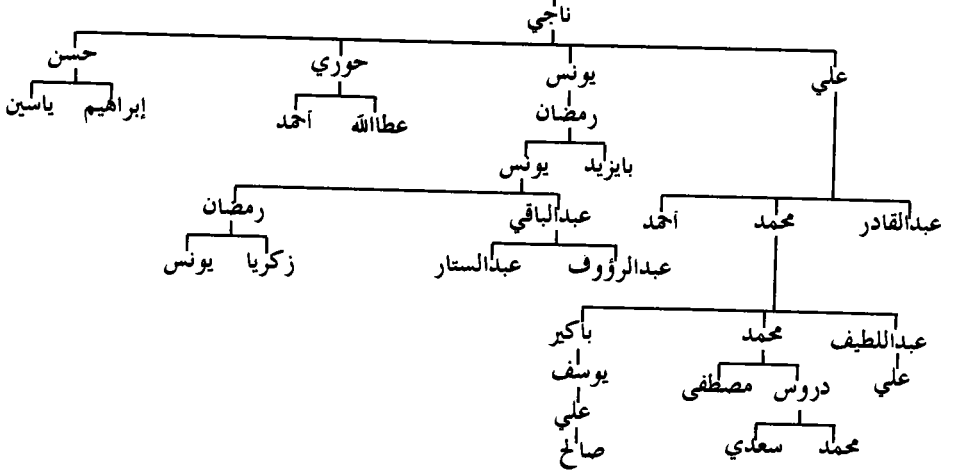 ناجي
علي يونس حوري حسن
رمضان عطاالله أحمد إبراهيم ياسين
بايزيد يونس
عبدالقادر محمد أحمد عبدالباقي رمضان
عبدالرؤوف عبدالستار زكريا يونس
عبداللطيف محمد باكير
علي دروس مصطفى يوسف
علي
محمد سعدي صالح